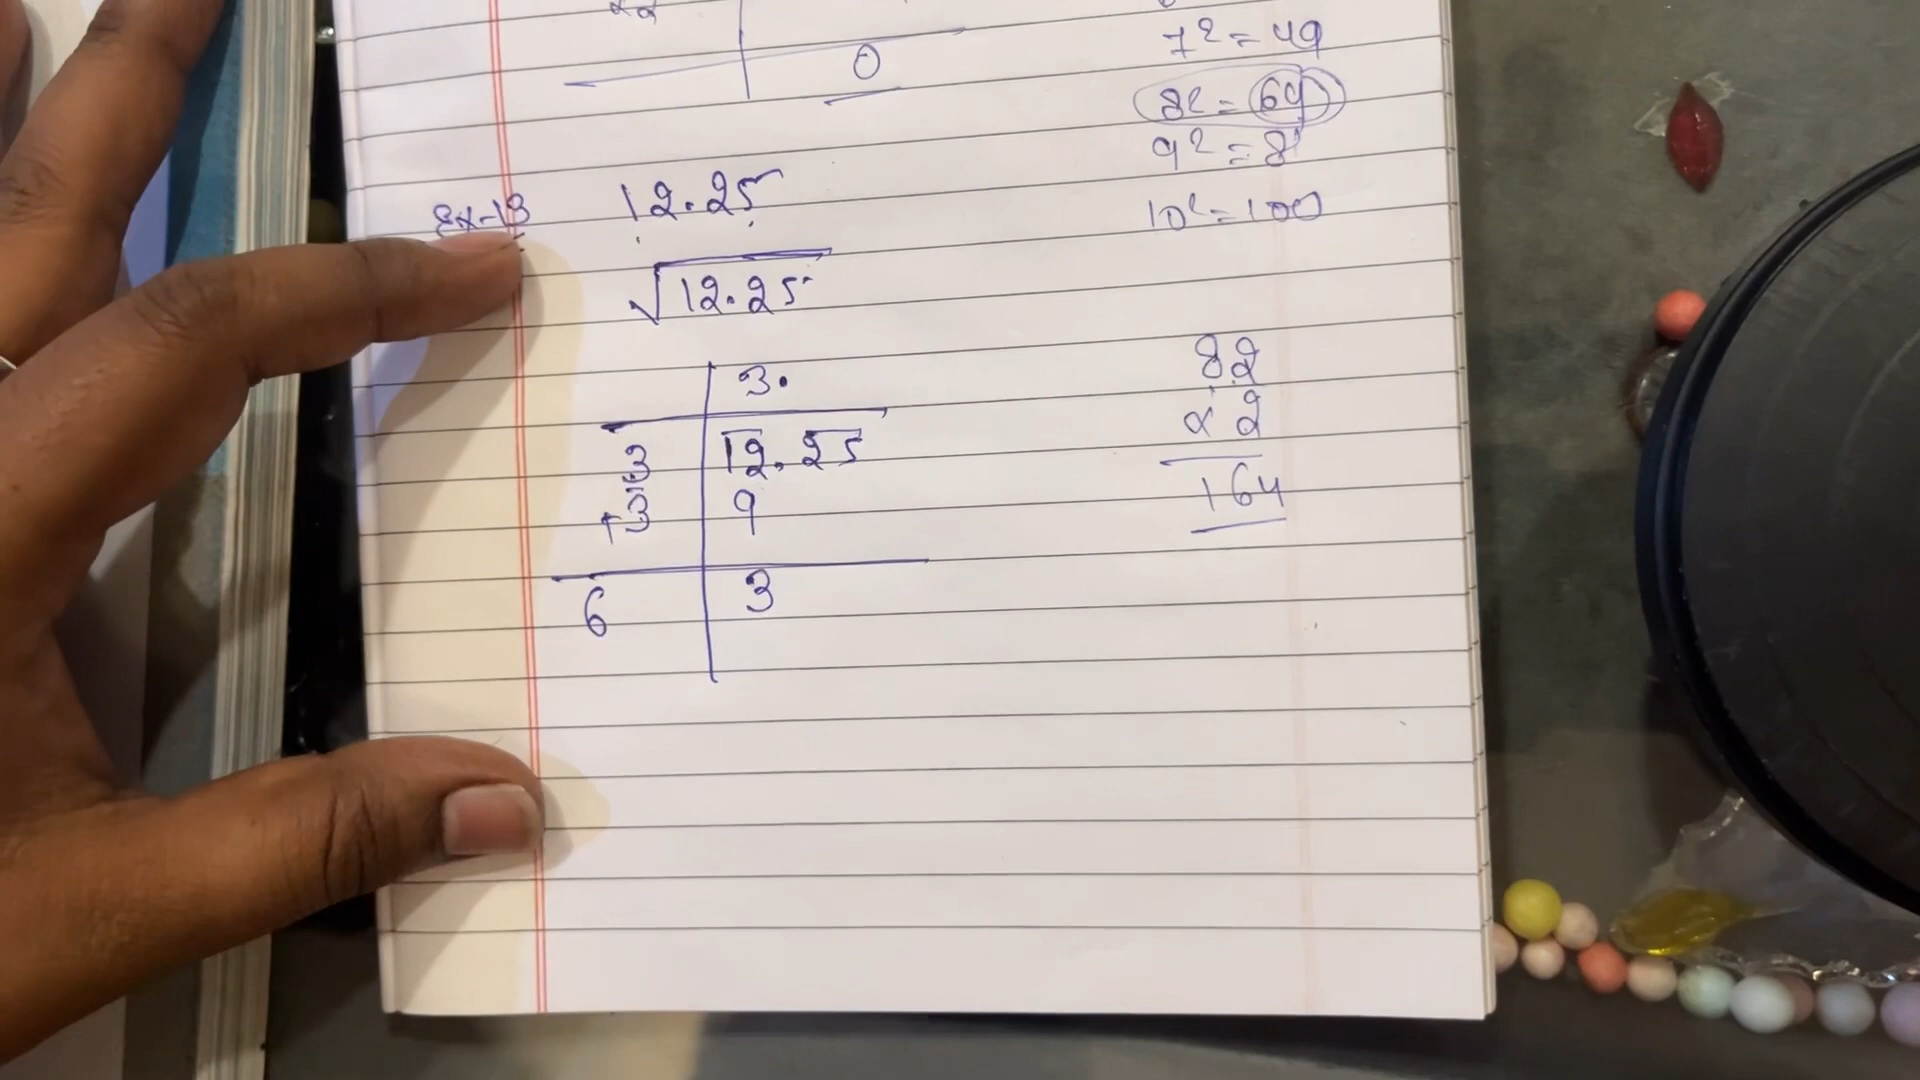 0
7² = 49
8² = 64
9² = 81
10² = 100
Ex-13 12.25
√12.25
3.
3 12.25
+3 9
6 3
82
× 2
164